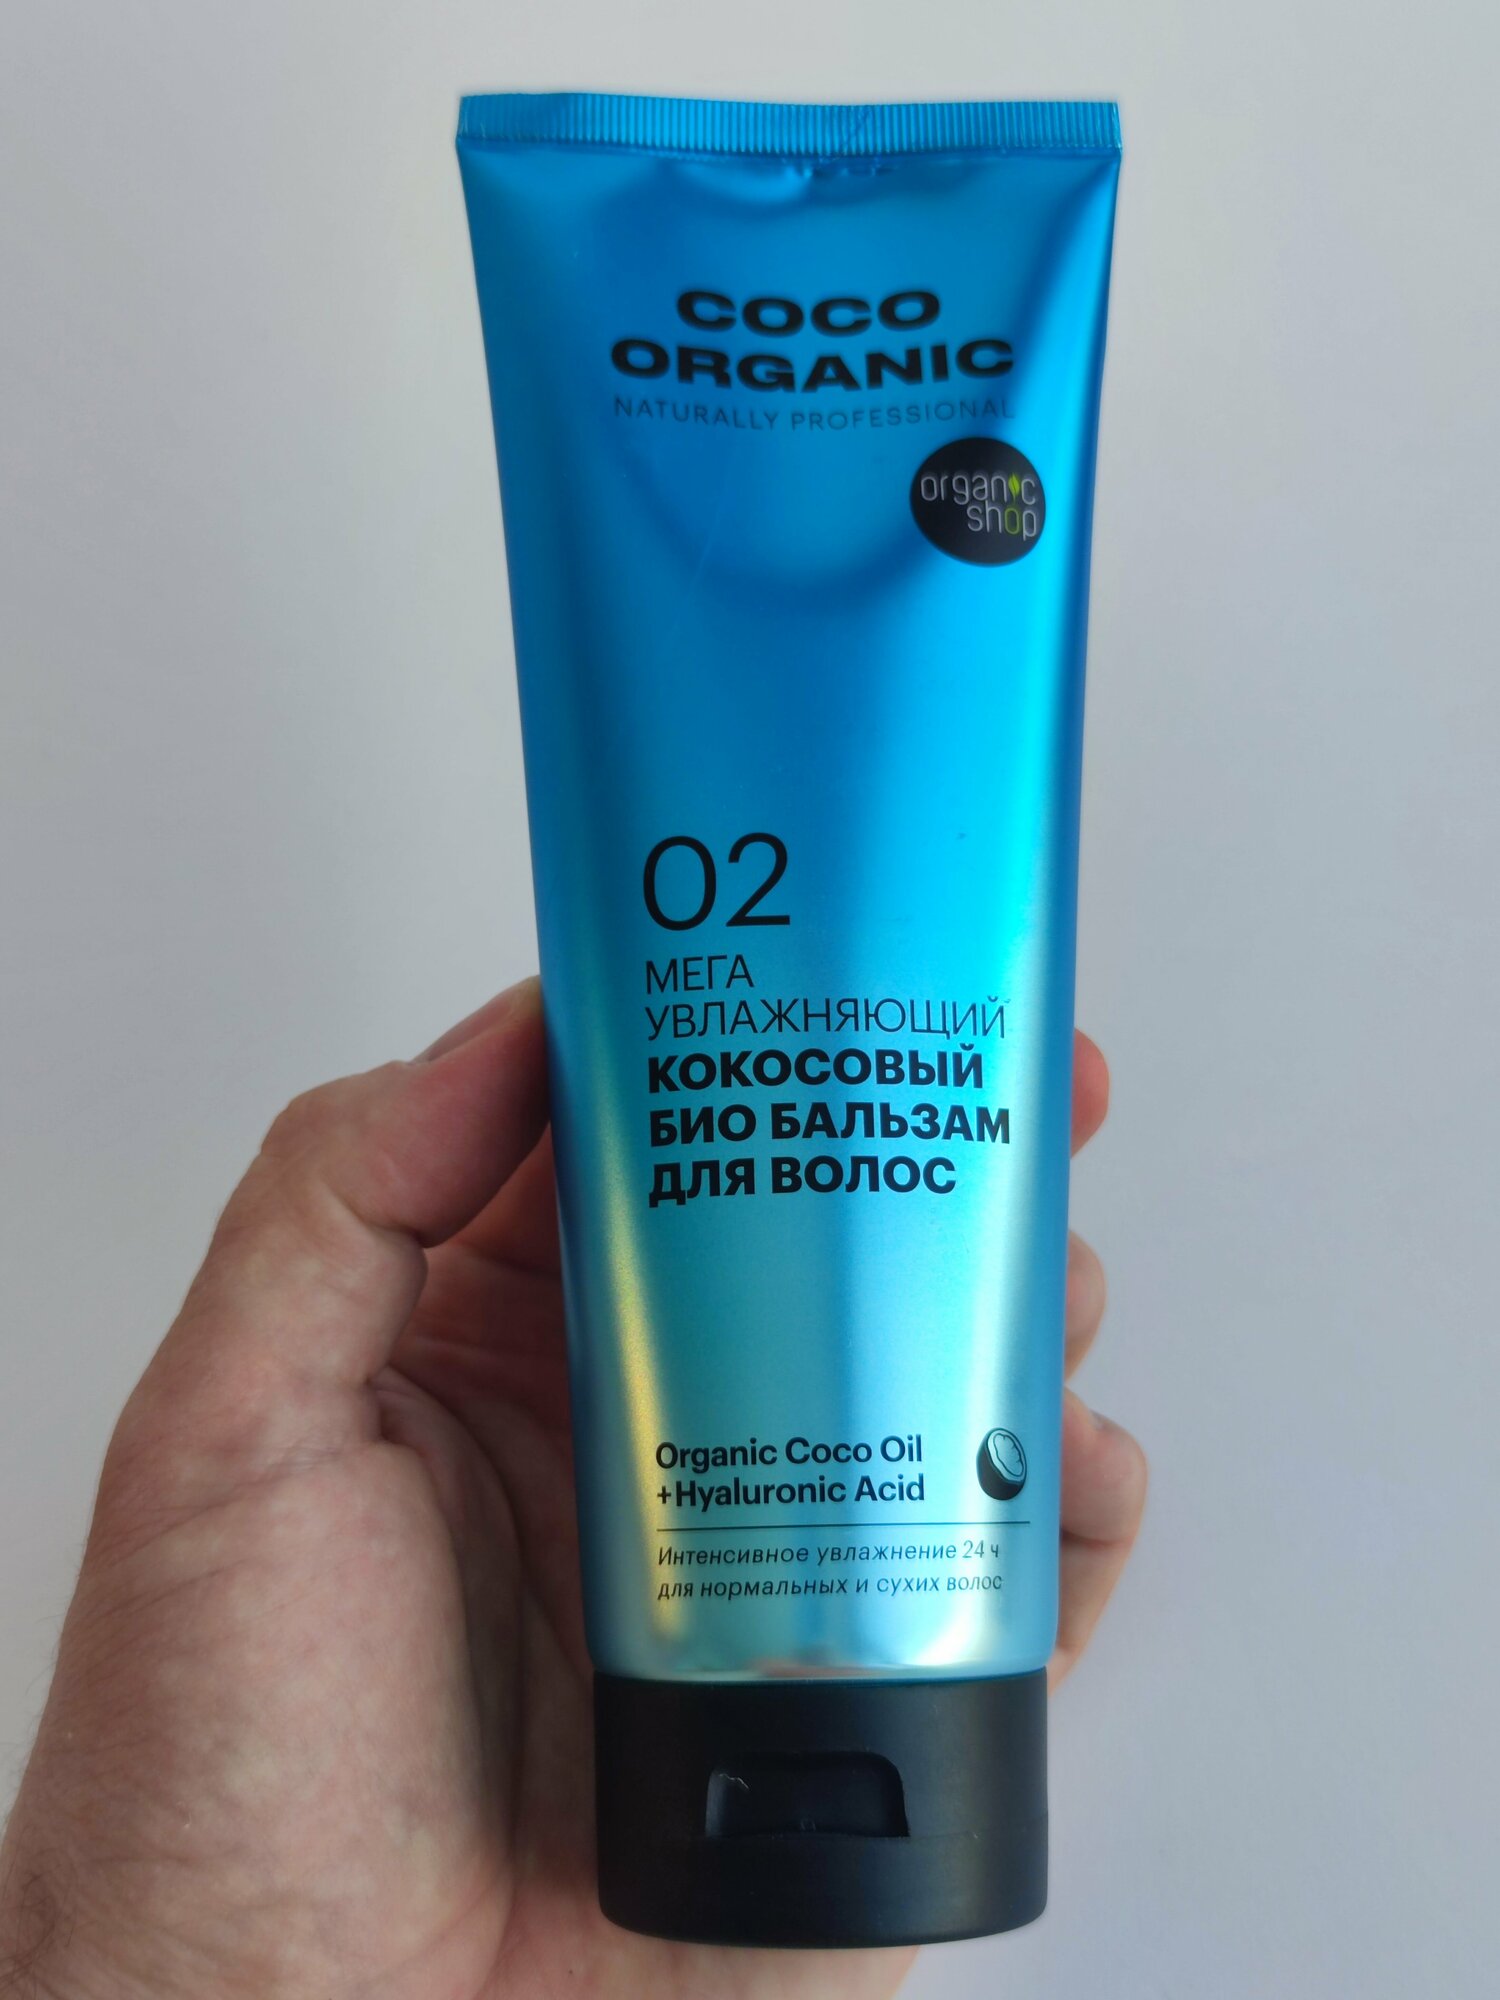 COCO
ORGANIC
NATURALLY PROFESSIONAL
organic
shop
02
МЕГА
УВЛАЖНЯЮЩИЙ
КОКОСОВЫЙ
БИО БАЛЬЗАМ
ДЛЯ ВОЛОС
Organic Coco Oil
+Hyaluronic Acid
Интенсивное увлажнение 24 ч
для нормальных и сухих волос